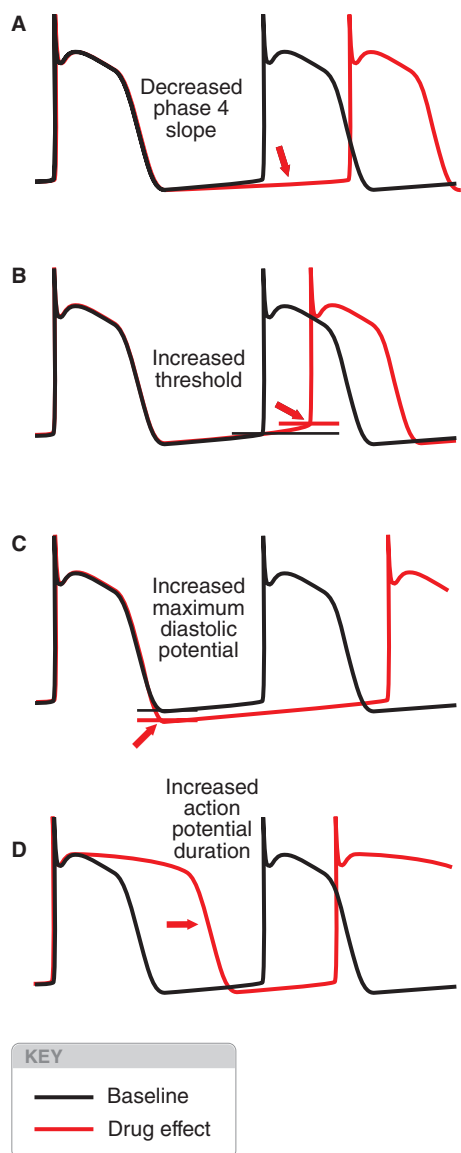 A
Decreased
phase 4
slope
B
Increased
threshold
C
Increased
maximum
diastolic
potential
Increased
action
potential
duration
D
KEY
Baseline
Drug effect